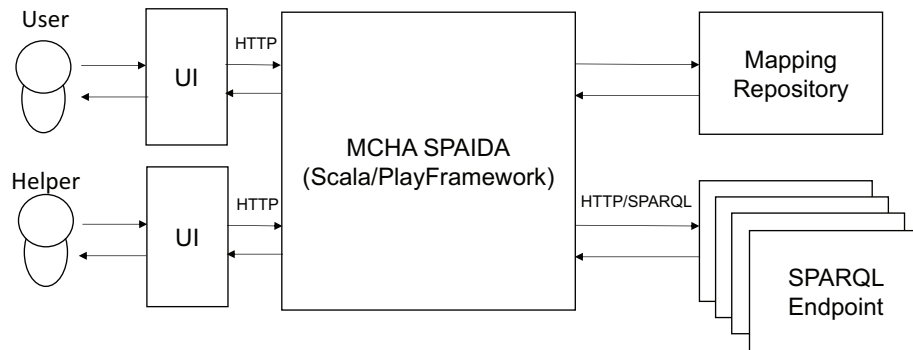 User
UI
HTTP
MCHA SPAIDA
(Scala/PlayFramework)
Mapping
Repository
Helper
UI
HTTP
HTTP/SPARQL
SPARQL
Endpoint